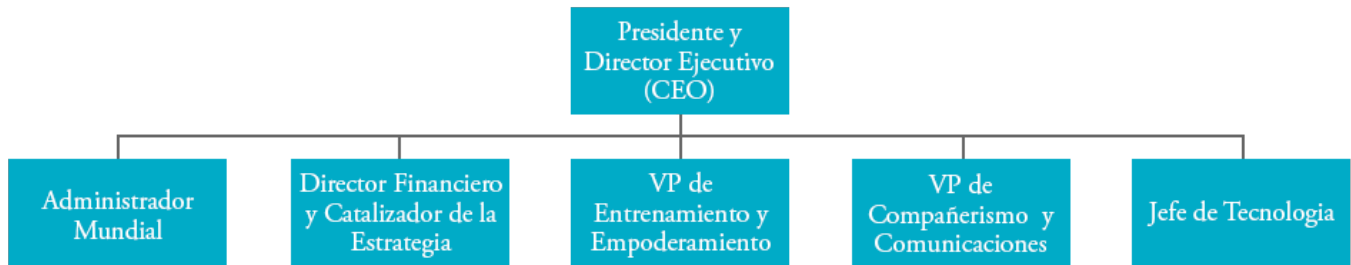 Presidente y
Director Ejecutivo
(CEO)
Administrador
Mundial
Director Financiero
y Catalizador de la
Estrategia
VP de
Entrenamiento y
Empoderamiento
VP de
Compañerismo y
Comunicaciones
Jefe de Tecnologia